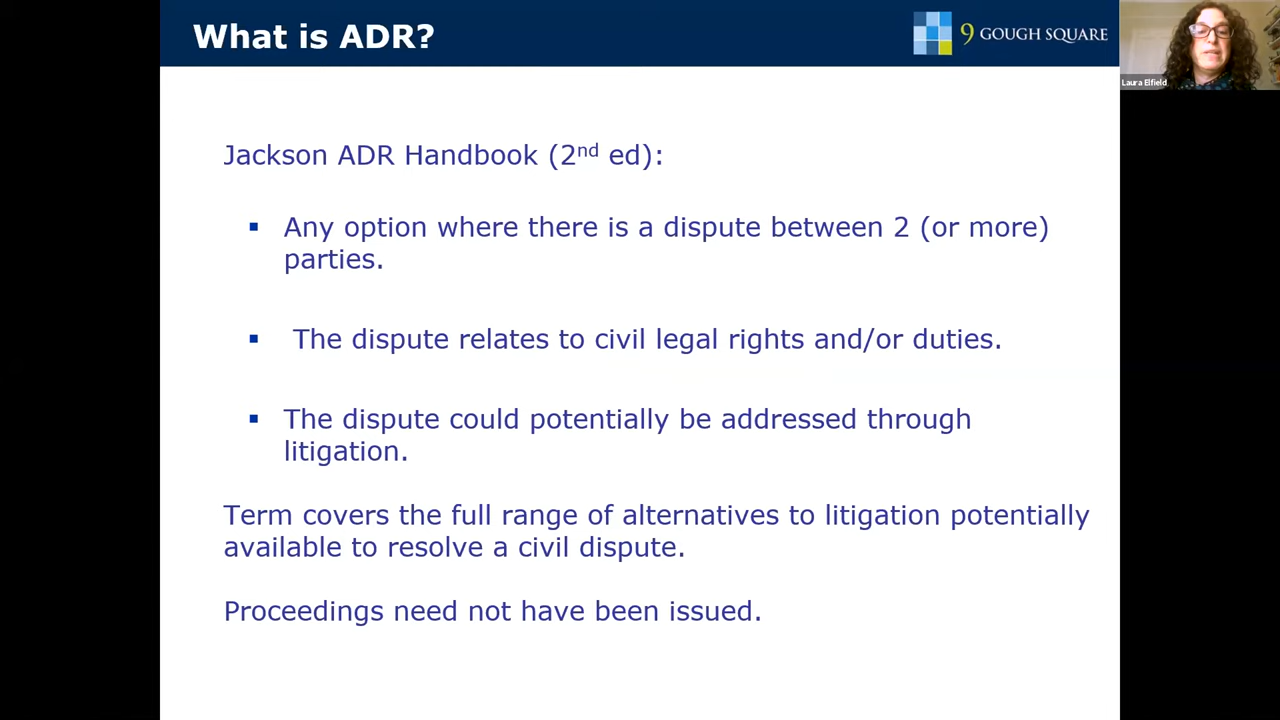 What is ADR?
9 GOUGH SQUARE
Laura Elfield
Jackson ADR Handbook (2nd ed):
▪ Any option where there is a dispute between 2 (or more)
parties.
▪ The dispute relates to civil legal rights and/or duties.
▪ The dispute could potentially be addressed through
litigation.
Term covers the full range of alternatives to litigation potentially
available to resolve a civil dispute.
Proceedings need not have been issued.